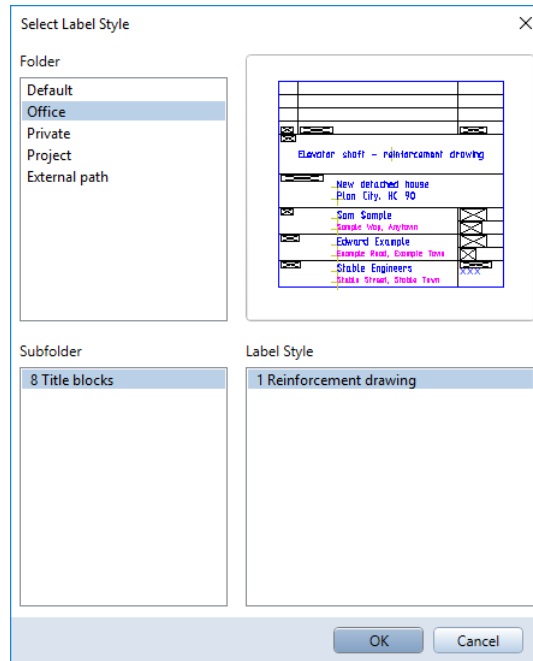 Select Label Style
Folder
Default
Office
Private
Project
External path
Elevator shaft - reinforcement drawing
New detached house
Plan City, HC 90
Sam Sample
Sample Way, Anytown
Edward Example
Example Road, Example Town
Stable Engineers
Stable Street, Stable Town
XXX
Subfolder
8 Title blocks
Label Style
1 Reinforcement drawing
OK
Cancel